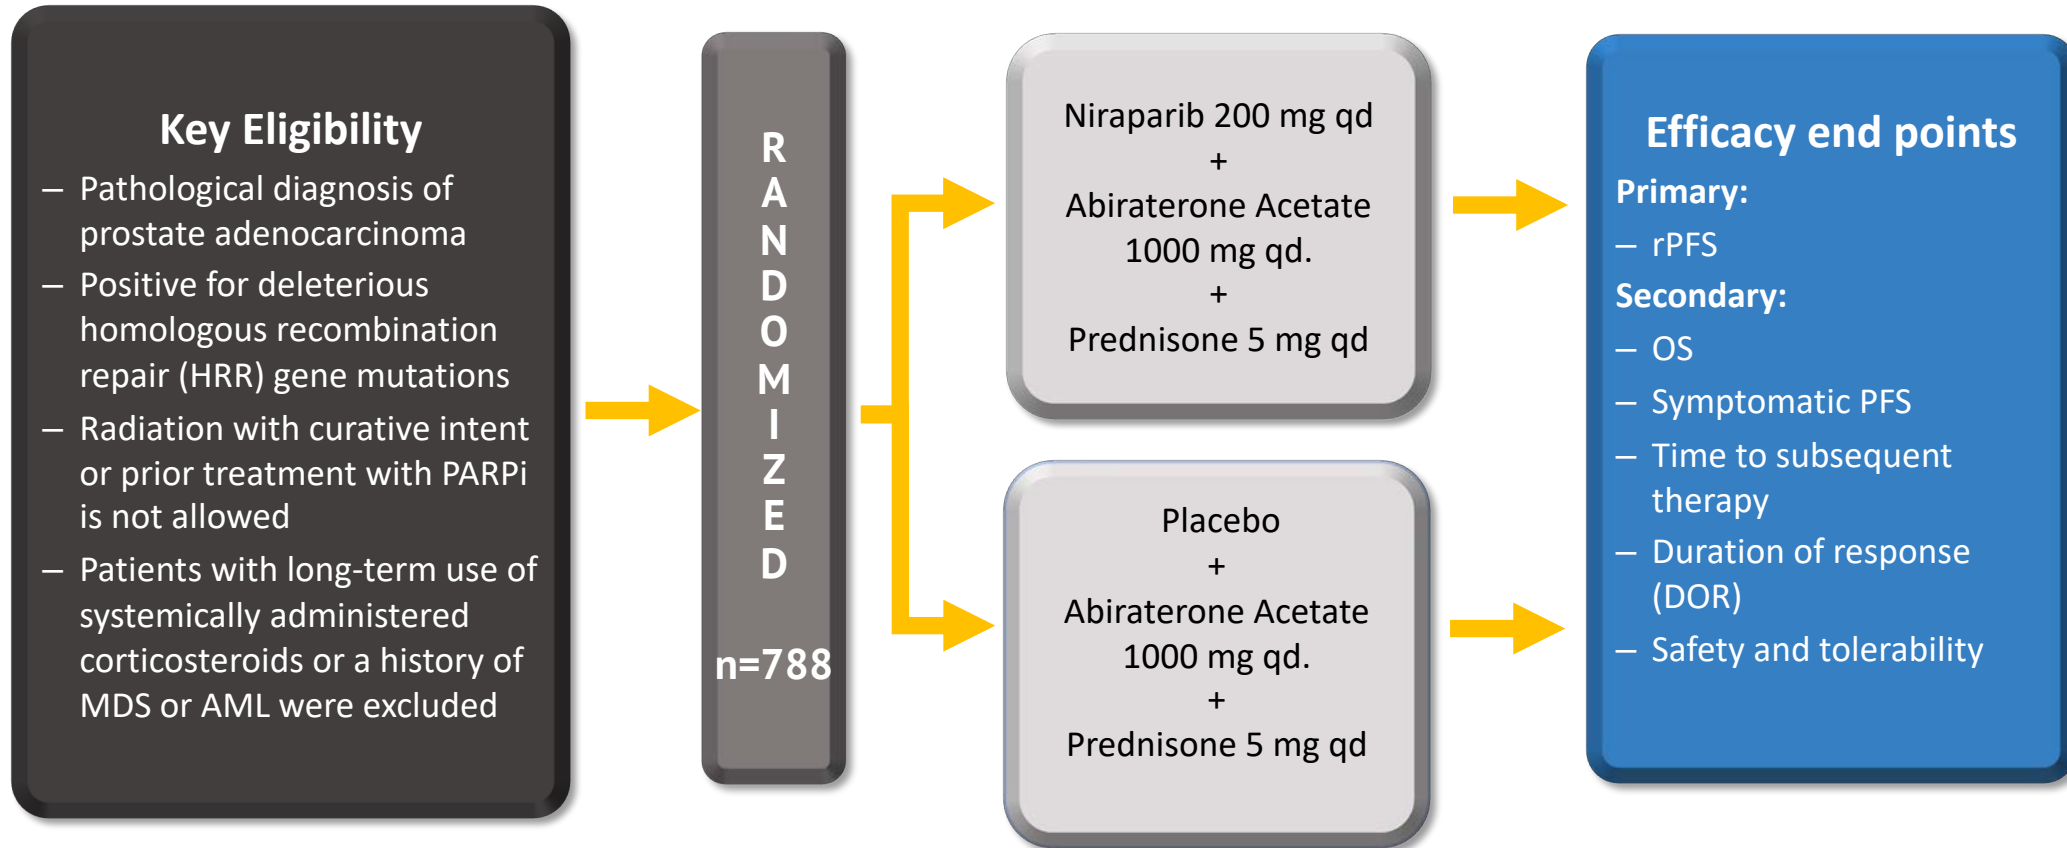 Key Eligibility
– Pathological diagnosis of
prostate adenocarcinoma
– Positive for deleterious
homologous recombination
repair (HRR) gene mutations
– Radiation with curative intent
or prior treatment with PARPi
is not allowed
– Patients with long-term use of
systemically administered
corticosteroids or a history of
MDS or AML were excluded
RANDOMIZED
n=788
Niraparib 200 mg qd
+
Abiraterone Acetate
1000 mg qd.
+
Prednisone 5 mg qd
Placebo
+
Abiraterone Acetate
1000 mg qd.
+
Prednisone 5 mg qd
Efficacy end points
Primary:
– rPFS
Secondary:
– OS
– Symptomatic PFS
– Time to subsequent
therapy
– Duration of response
(DOR)
– Safety and tolerability